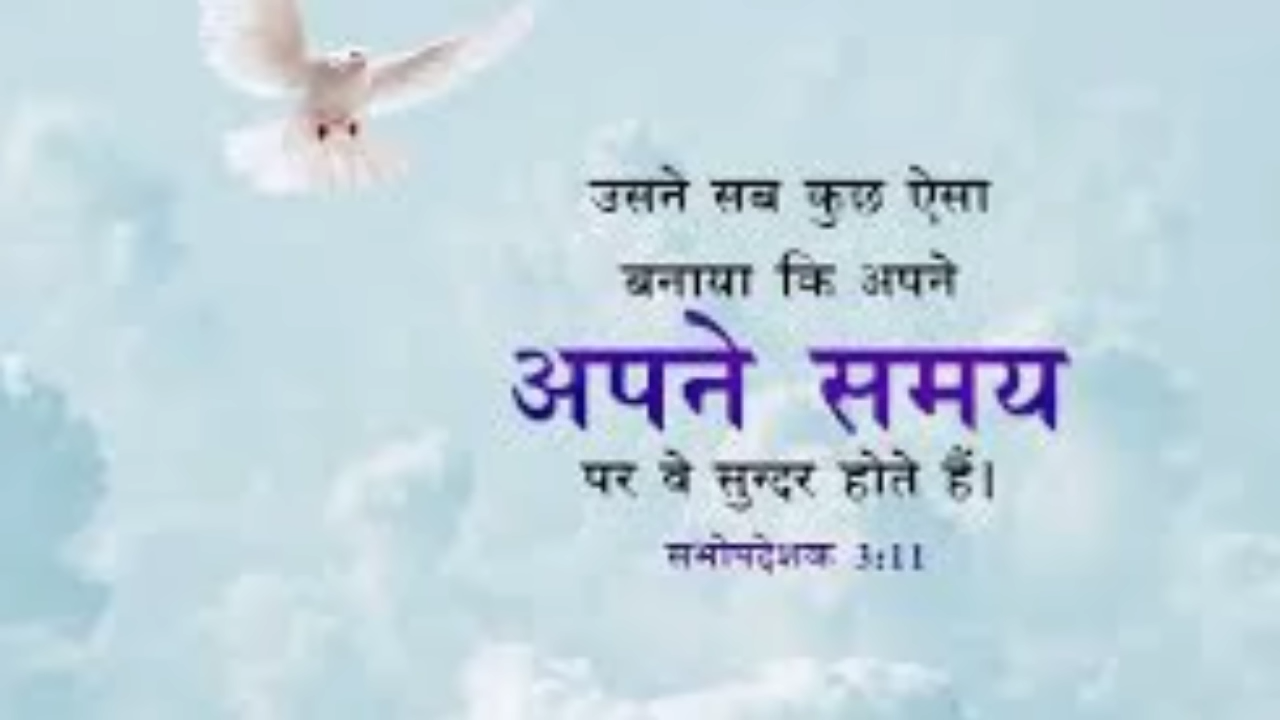 उसने सब कुछ ऐसा
बनाया कि अपने
अपने समय
पर वे सुन्दर होते हैं।
सभोपदेशक 3:11